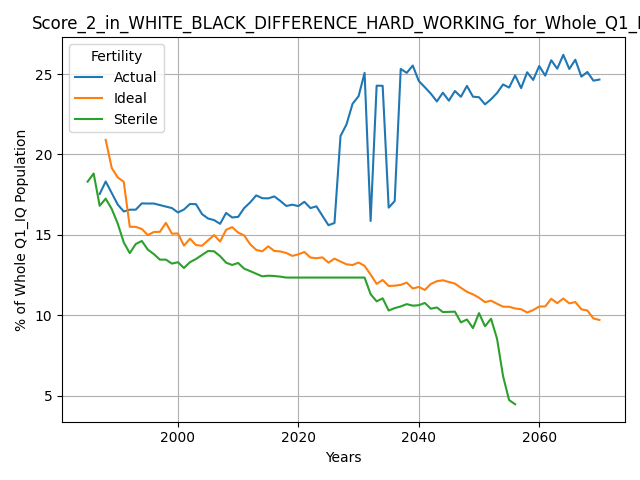 Score_2_in_WHITE_BLACK_DIFFERENCE_HARD_WORKING_for_Whole_Q1_I
Fertility
Actual
Ideal
Sterile
% of Whole Q1_IQ Population
25
20
15
10
5
2000 2020 2040 2060
Years